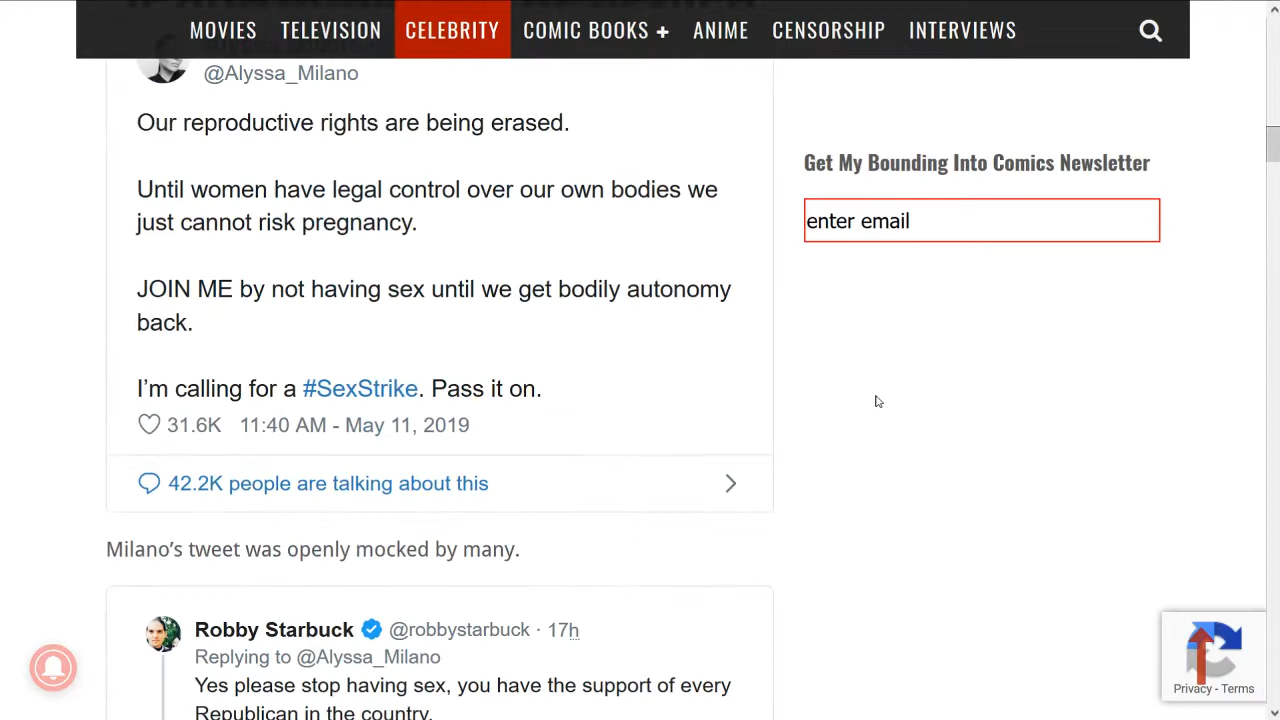 MOVIES TELEVISION CELEBRITY COMIC BOOKS + ANIME CENSORSHIP INTERVIEWS
@Alyssa_Milano
Our reproductive rights are being erased.
Until women have legal control over our own bodies we
just cannot risk pregnancy.
JOIN ME by not having sex until we get bodily autonomy
back.
I’m calling for a #SexStrike. Pass it on.
31.6K 11:40 AM - May 11, 2019
42.2K people are talking about this
Milano’s tweet was openly mocked by many.
Robby Starbuck @robbystarbuck · 17h
Replying to @Alyssa_Milano
Yes please stop having sex, you have the support of every
Republican in the country.
Get My Bounding Into Comics Newsletter
enter email
Privacy - Terms